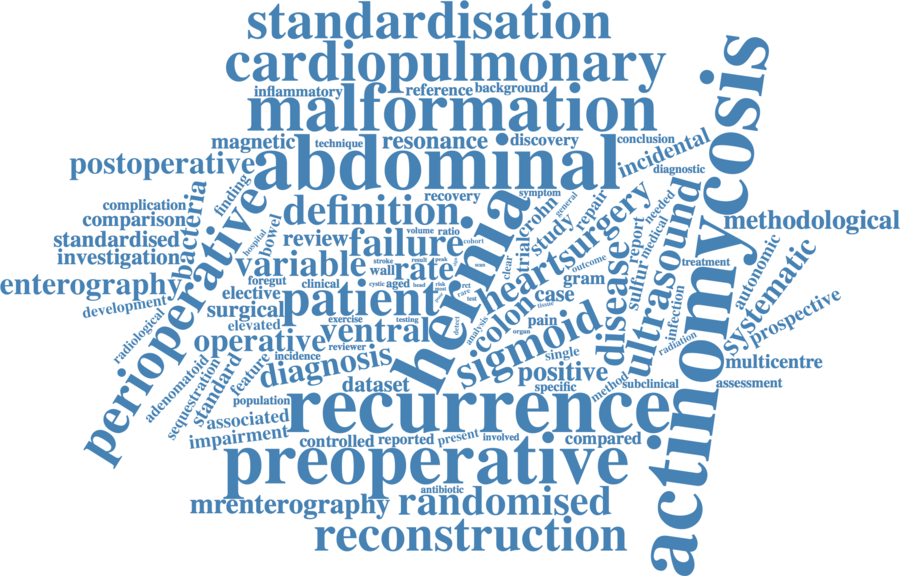 standardisation
cardiopulmonary
inflammatory
reference
background
malformation
magnetic
technique
resonance
discovery
conclusion
incidental
postoperative
abdominal
diagnostic
actinomycosis
finding
recovery
symptom
general
repair
needed
complication
comparison
bacteria
perioperative
definition
hernia
crohn
study
heartsurgery
report
medical
ultrasound
methodological
standardised
investigation
hospital
bowel
review
failure
volume
ratio
cohort
trial
clear
outcome
disease
sulfur
treatment
autonomic
systematic
enterography
variable
stroke
result
peak
wall
rate
scan
gram
infection
foregut
clinical
cystic
aged
head
risk
most
rct
rare
test
case
prospective
development
elective
patient
surgical
radiological
elevated
exercise
testing
ventral
detect
analysis
colon
tissue
organ
pain
sigmoid
single
radiation
operative
reviewer
incidence
diagnosis
adenomatoid
sequestration
standard
feature
dataset
positive
specific
method
subclinical
multicentre
assessment
population
recurrence
associated
impairment
controlled
reported
present
involved
compared
preoperative
antibiotic
mrenterography
randomised
reconstruction